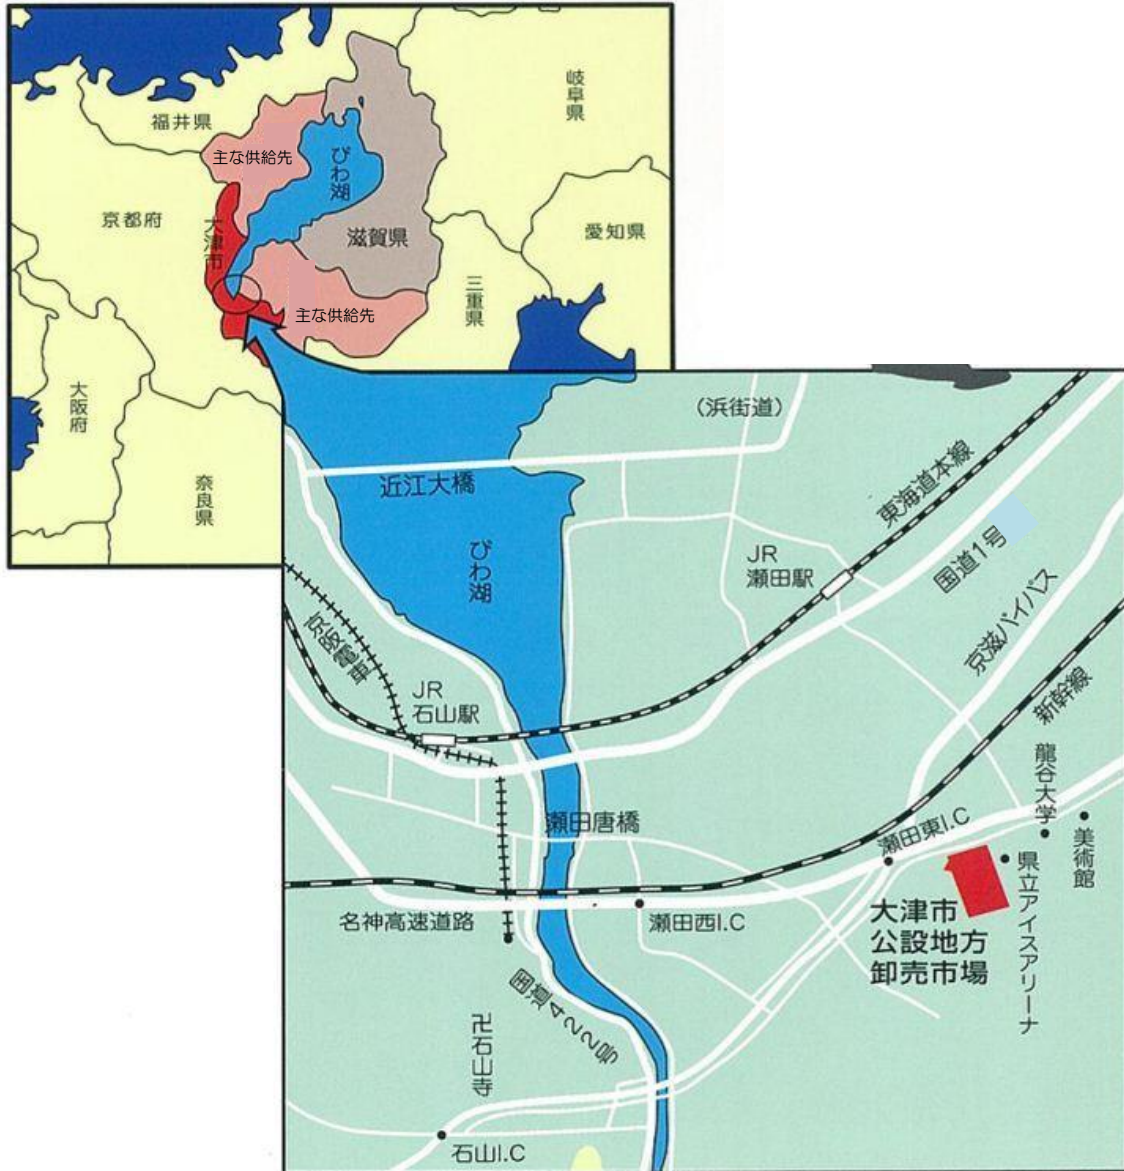 福井県
岐阜県
主な供給先
びわ湖
京都府
大津市
滋賀県
愛知県
三重県
主な供給先
大阪府
奈良県
(浜街道)
近江大橋
東海道本線
びわ湖
JR
瀬田駅
国道1号
京滋バイパス
京阪電車
JR
石山駅
新幹線
龍谷大学
瀬田唐橋
瀬田東I.C
美術館
県立アイスアリーナ
大津市
公設地方
卸売市場
名神高速道路
瀬田西I.C
国道422号
卍石山寺
石山I.C